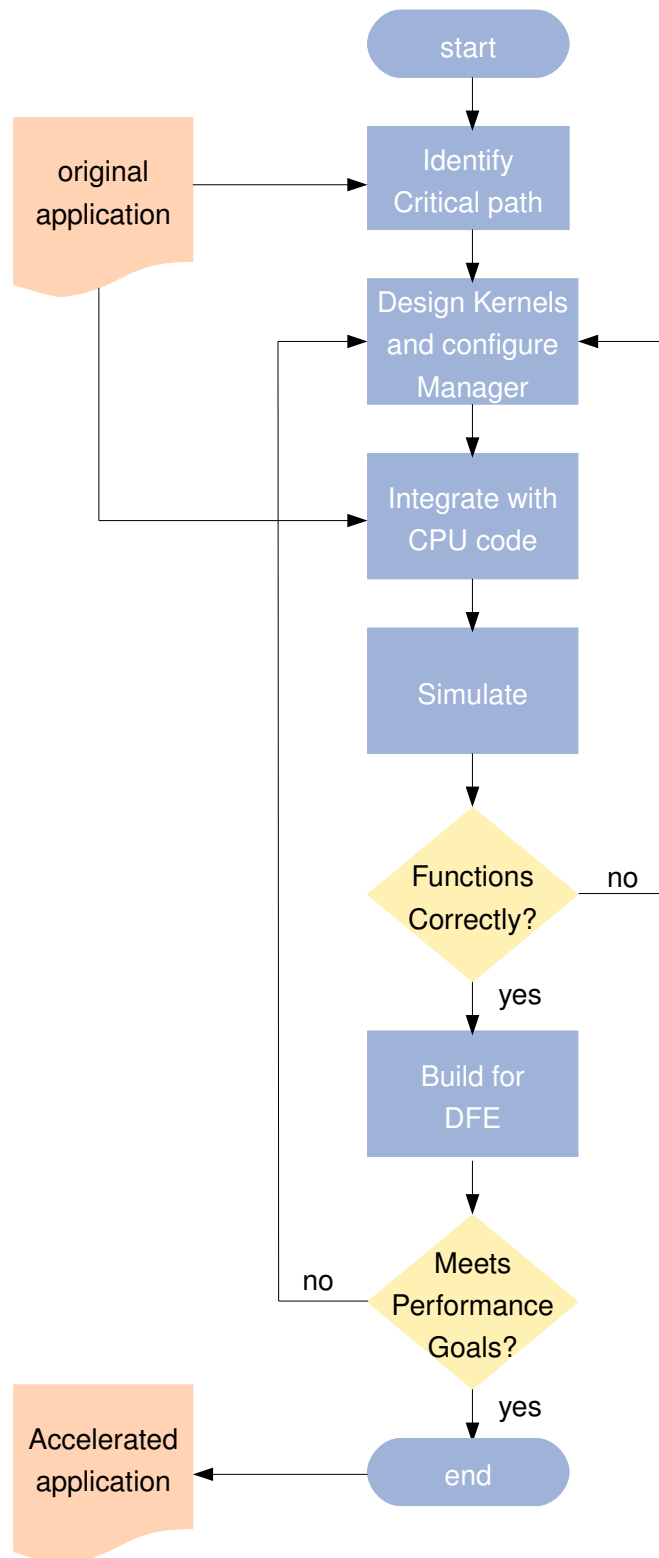 start
original
application
Identify
Critical path
Design Kernels
and configure
Manager
Integrate with
CPU code
Simulate
Functions
Correctly?
no
yes
Build for
DFE
Meets
Performance
Goals?
no
yes
Accelerated
application
end